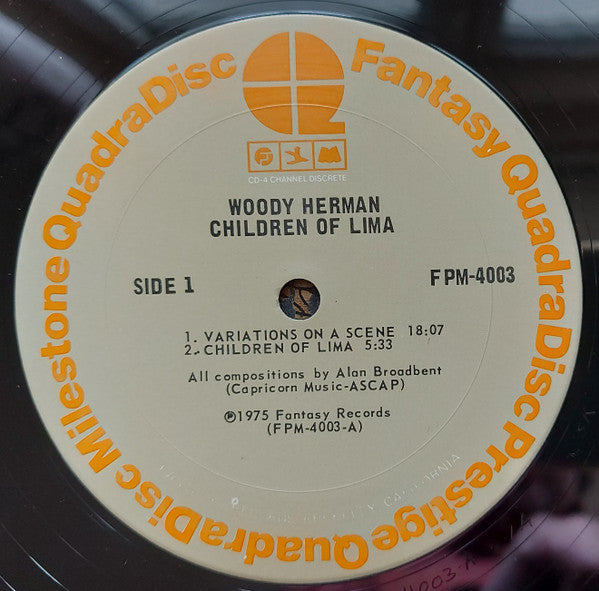 Fantasy QuadraDisc Prestige QuadraDisc Milestone QuadraDisc
CD-4 CHANNEL DISCRETE
WOODY HERMAN
CHILDREN OF LIMA
SIDE 1
FPM-4003
1. VARIATIONS ON A SCENE 18:07
2. CHILDREN OF LIMA 5:33
All compositions by Alan Broadbent
(Capricorn Music-ASCAP)
℗1975 Fantasy Records
(FPM-4003-A)
CALIFORNIA